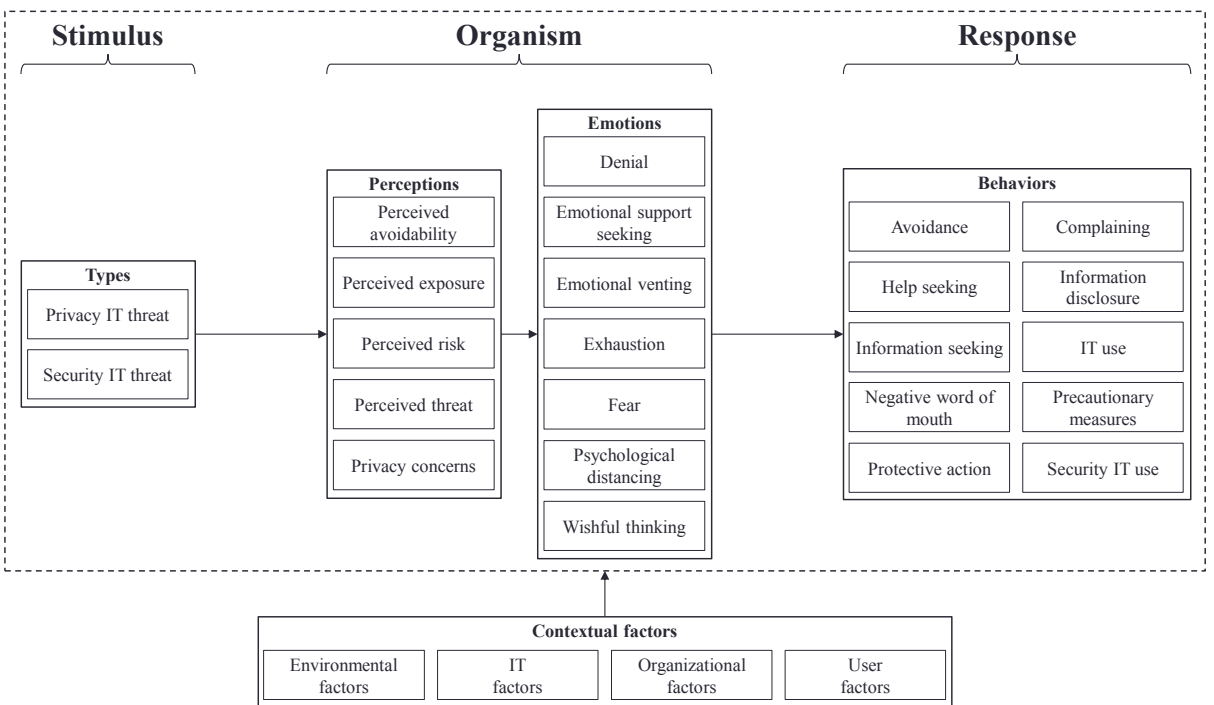 Stimulus
Organism
Response
Types
Privacy IT threat
Security IT threat
Perceptions
Perceived
avoidability
Perceived exposure
Perceived risk
Perceived threat
Privacy concerns
Emotions
Denial
Emotional support
seeking
Emotional venting
Exhaustion
Fear
Psychological
distancing
Wishful thinking
Behaviors
Avoidance
Complaining
Help seeking
Information
disclosure
Information seeking
IT use
Negative word of
mouth
Precautionary
measures
Protective action
Security IT use
Contextual factors
Environmental
factors
IT
factors
Organizational
factors
User
factors